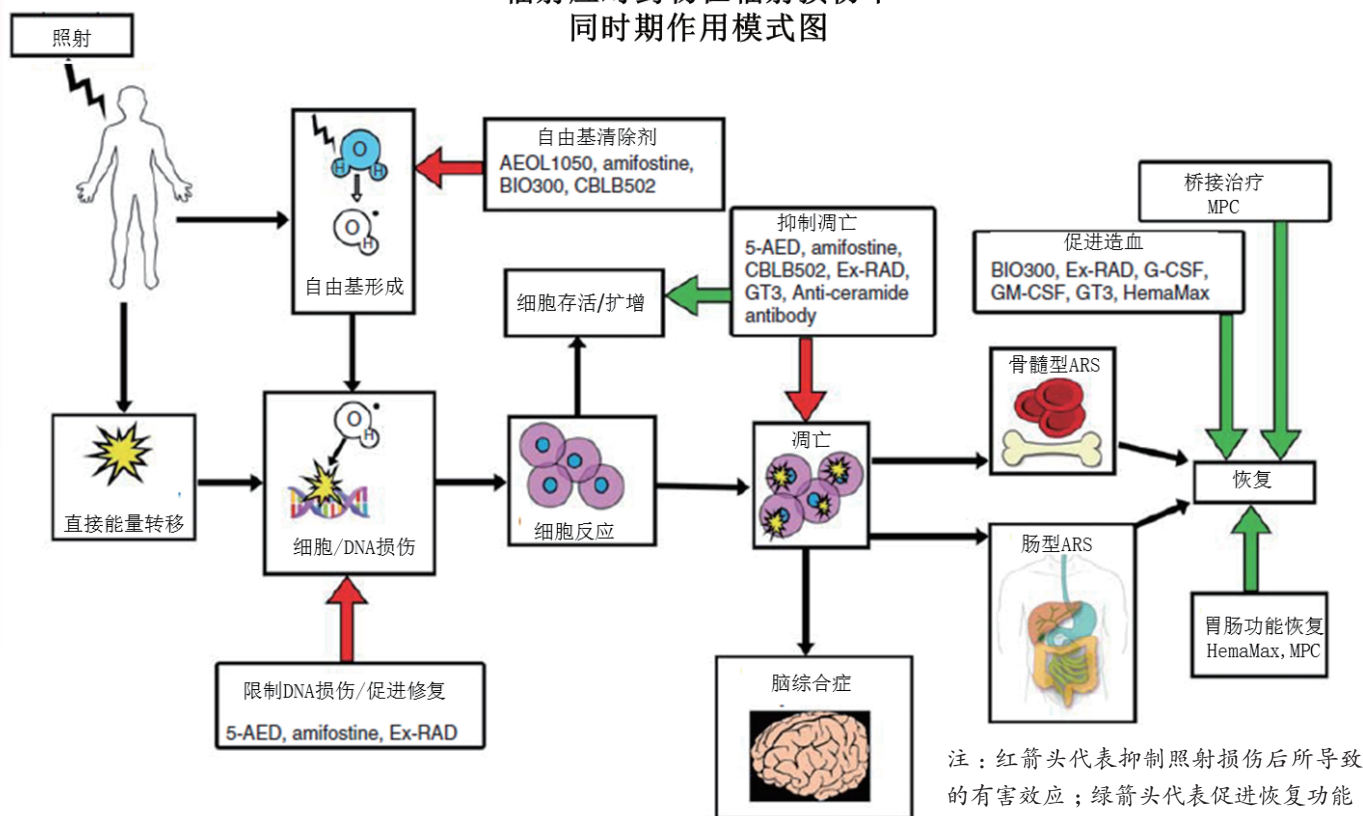 同时期作用模式图
照射
自由基清除剂
AEOL1050, amifostine,
BIO300, CBLB502
O
H H
O
H
自由基形成
桥接治疗
MPC
抑制凋亡
5-AED, amifostine,
CBLB502, Ex-RAD,
GT3, Anti-ceramide
antibody
促进造血
BIO300, Ex-RAD, G-CSF,
GM-CSF, GT3, HemaMax
细胞存活/扩增
骨髓型ARS
O
H
直接能量转移
细胞/DNA损伤
细胞反应
凋亡
恢复
肠型ARS
胃肠功能恢复
HemaMax, MPC
限制DNA损伤/促进修复
5-AED, amifostine, Ex-RAD
脑综合症
注：红箭头代表抑制照射损伤后所导致
的有害效应；绿箭头代表促进恢复功能